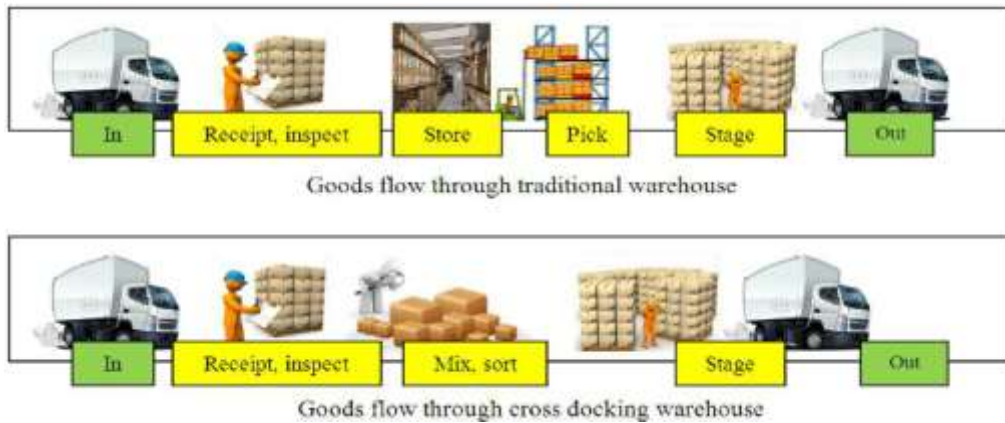 In
Receipt, inspect
Store
Pick
Stage
Out
Goods flow through traditional warehouse
In
Receipt, inspect
Mix, sort
Stage
Out
Goods flow through cross docking warehouse